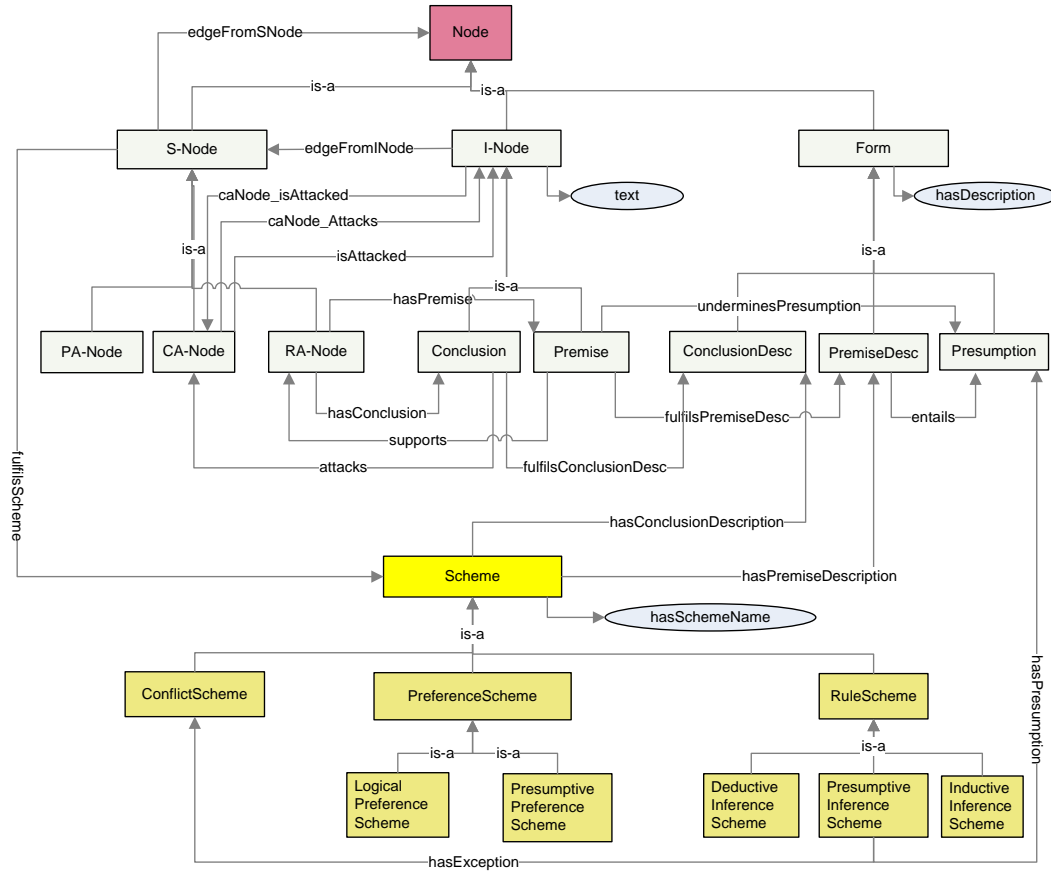 Node
edgeFromSNode
is-a
is-a
S-Node
edgeFromINode
I-Node
Form
text
hasDescription
caNode_isAttacked
caNode_Attacks
is-a
isAttacked
is-a
is-a
hasPremise
underminesPresumption
PA-Node
CA-Node
RA-Node
Conclusion
Premise
ConclusionDesc
PremiseDesc
Presumption
hasConclusion
fulfilsPremiseDesc
entails
supports
attacks
fulfilsConclusionDesc
fulfilsScheme
hasConclusionDescription
Scheme
hasPremiseDescription
hasSchemeName
is-a
hasPresumption
ConflictScheme
PreferenceScheme
RuleScheme
is-a
is-a
is-a
Logical
Preference
Scheme
Presumptive
Preference
Scheme
Deductive
Inference
Scheme
Presumptive
Inference
Scheme
Inductive
Inference
Scheme
hasException